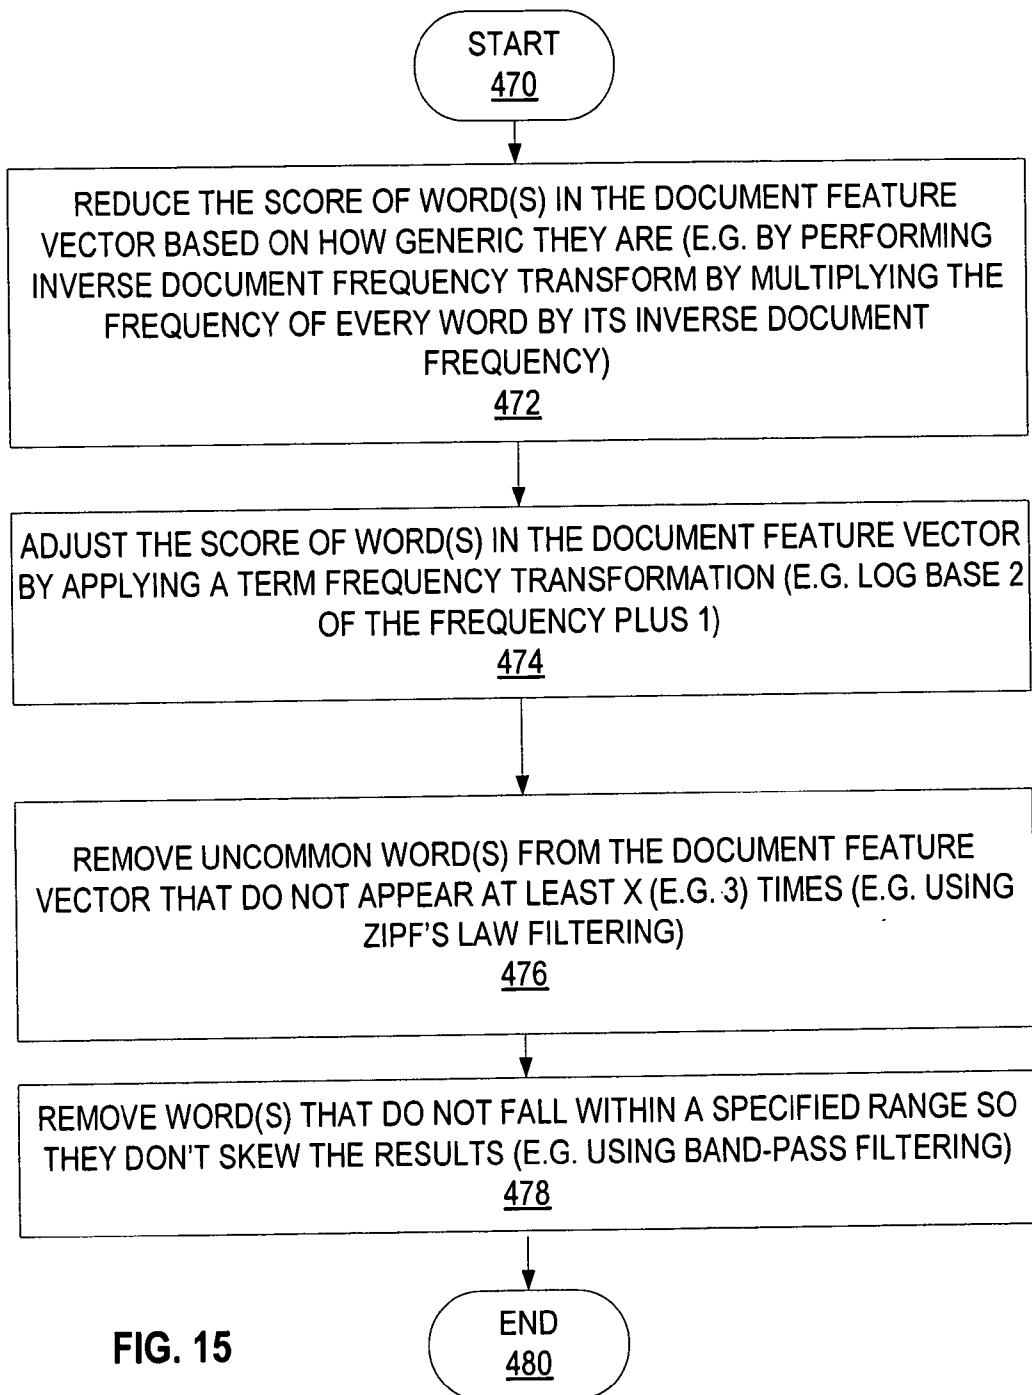 START
470
REDUCE THE SCORE OF WORD(S) IN THE DOCUMENT FEATURE
VECTOR BASED ON HOW GENERIC THEY ARE (E.G. BY PERFORMING
INVERSE DOCUMENT FREQUENCY TRANSFORM BY MULTIPLYING THE
FREQUENCY OF EVERY WORD BY ITS INVERSE DOCUMENT
FREQUENCY)
472
ADJUST THE SCORE OF WORD(S) IN THE DOCUMENT FEATURE VECTOR
BY APPLYING A TERM FREQUENCY TRANSFORMATION (E.G. LOG BASE 2
OF THE FREQUENCY PLUS 1)
474
REMOVE UNCOMMON WORD(S) FROM THE DOCUMENT FEATURE
VECTOR THAT DO NOT APPEAR AT LEAST X (E.G. 3) TIMES (E.G. USING
ZIPF'S LAW FILTERING)
476
REMOVE WORD(S) THAT DO NOT FALL WITHIN A SPECIFIED RANGE SO
THEY DON'T SKEW THE RESULTS (E.G. USING BAND-PASS FILTERING)
478
END
480
FIG. 15